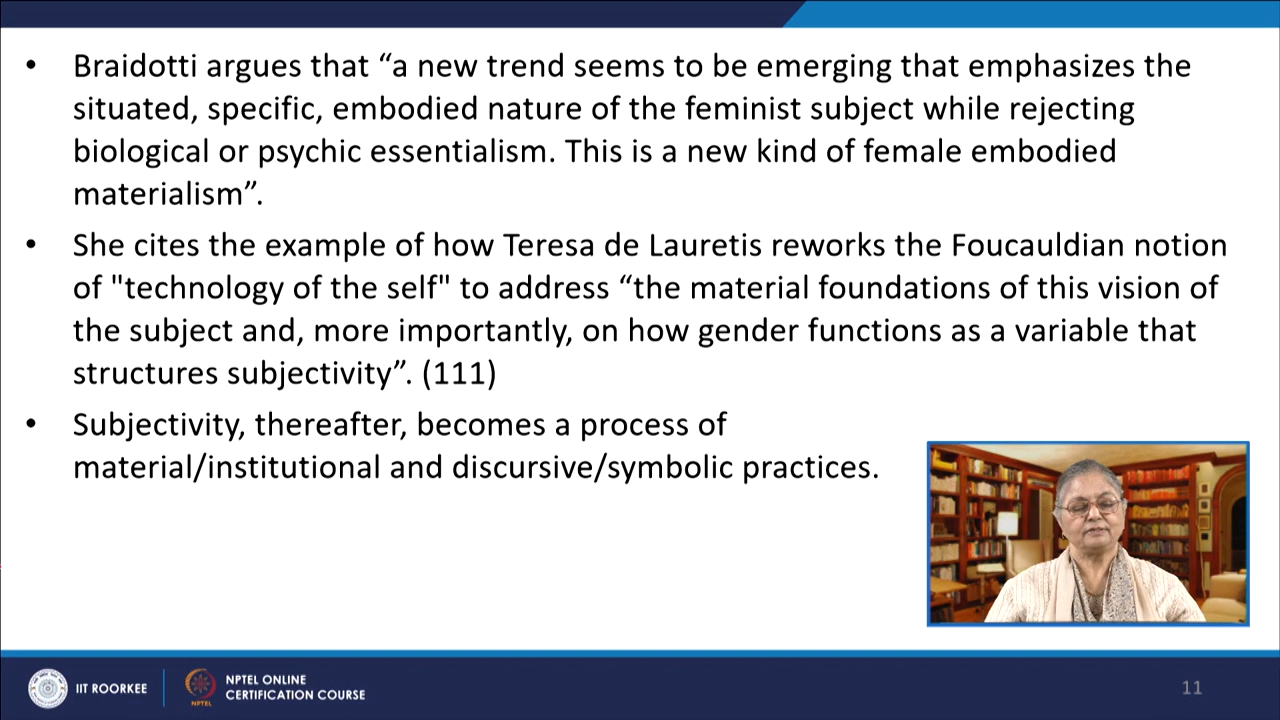 • Braidotti argues that “a new trend seems to be emerging that emphasizes the
situated, specific, embodied nature of the feminist subject while rejecting
biological or psychic essentialism. This is a new kind of female embodied
materialism”.
• She cites the example of how Teresa de Lauretis reworks the Foucauldian notion
of "technology of the self" to address “the material foundations of this vision of
the subject and, more importantly, on how gender functions as a variable that
structures subjectivity”. (111)
• Subjectivity, thereafter, becomes a process of
material/institutional and discursive/symbolic practices.
IIT ROORKEE
NPTEL
NPTEL ONLINE
CERTIFICATION COURSE
11